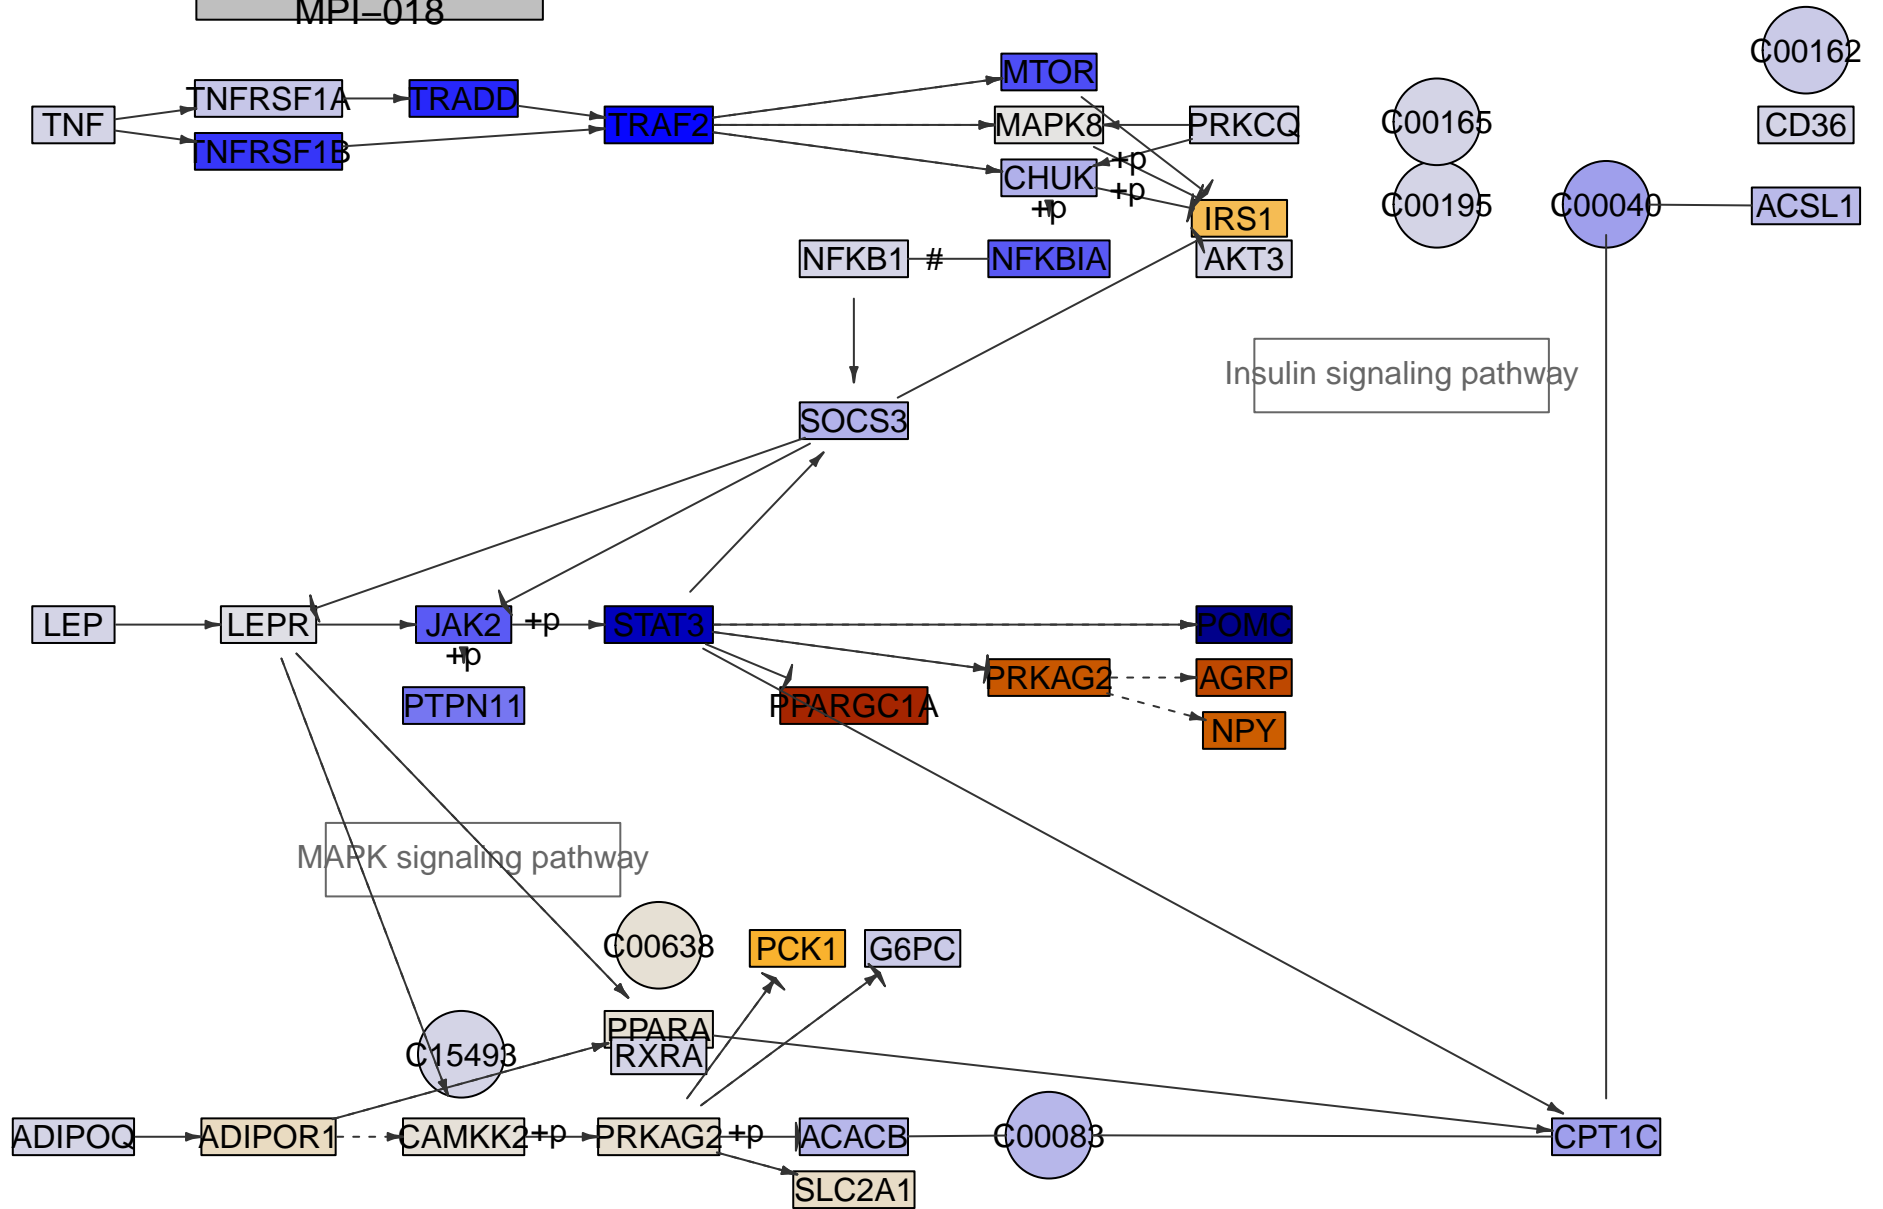 MPI−018
C00162
TNF
TNFRSF1A
TRADD
TNFRSF1B
TRAF2
MTOR
MAPK8
PRKCQ
CHUK
+p
+p
+p
IRS1
C00165
C00195
CD36
C00040
ACSL1
NFKB1
#
NFKBIA
AKT3
Insulin signaling pathway
SOCS3
LEP
LEPR
JAK2
+p
STAT3
POMC
+p
PTPN11
PPARGC1A
PRKAG2
AGRP
NPY
MAPK signaling pathway
C00638
PCK1
G6PC
PPARA
RXRA
C15493
ADIPOQ
ADIPOR1
CAMKK2
+p
PRKAG2
+p
ACACB
C00083
CPT1C
SLC2A1